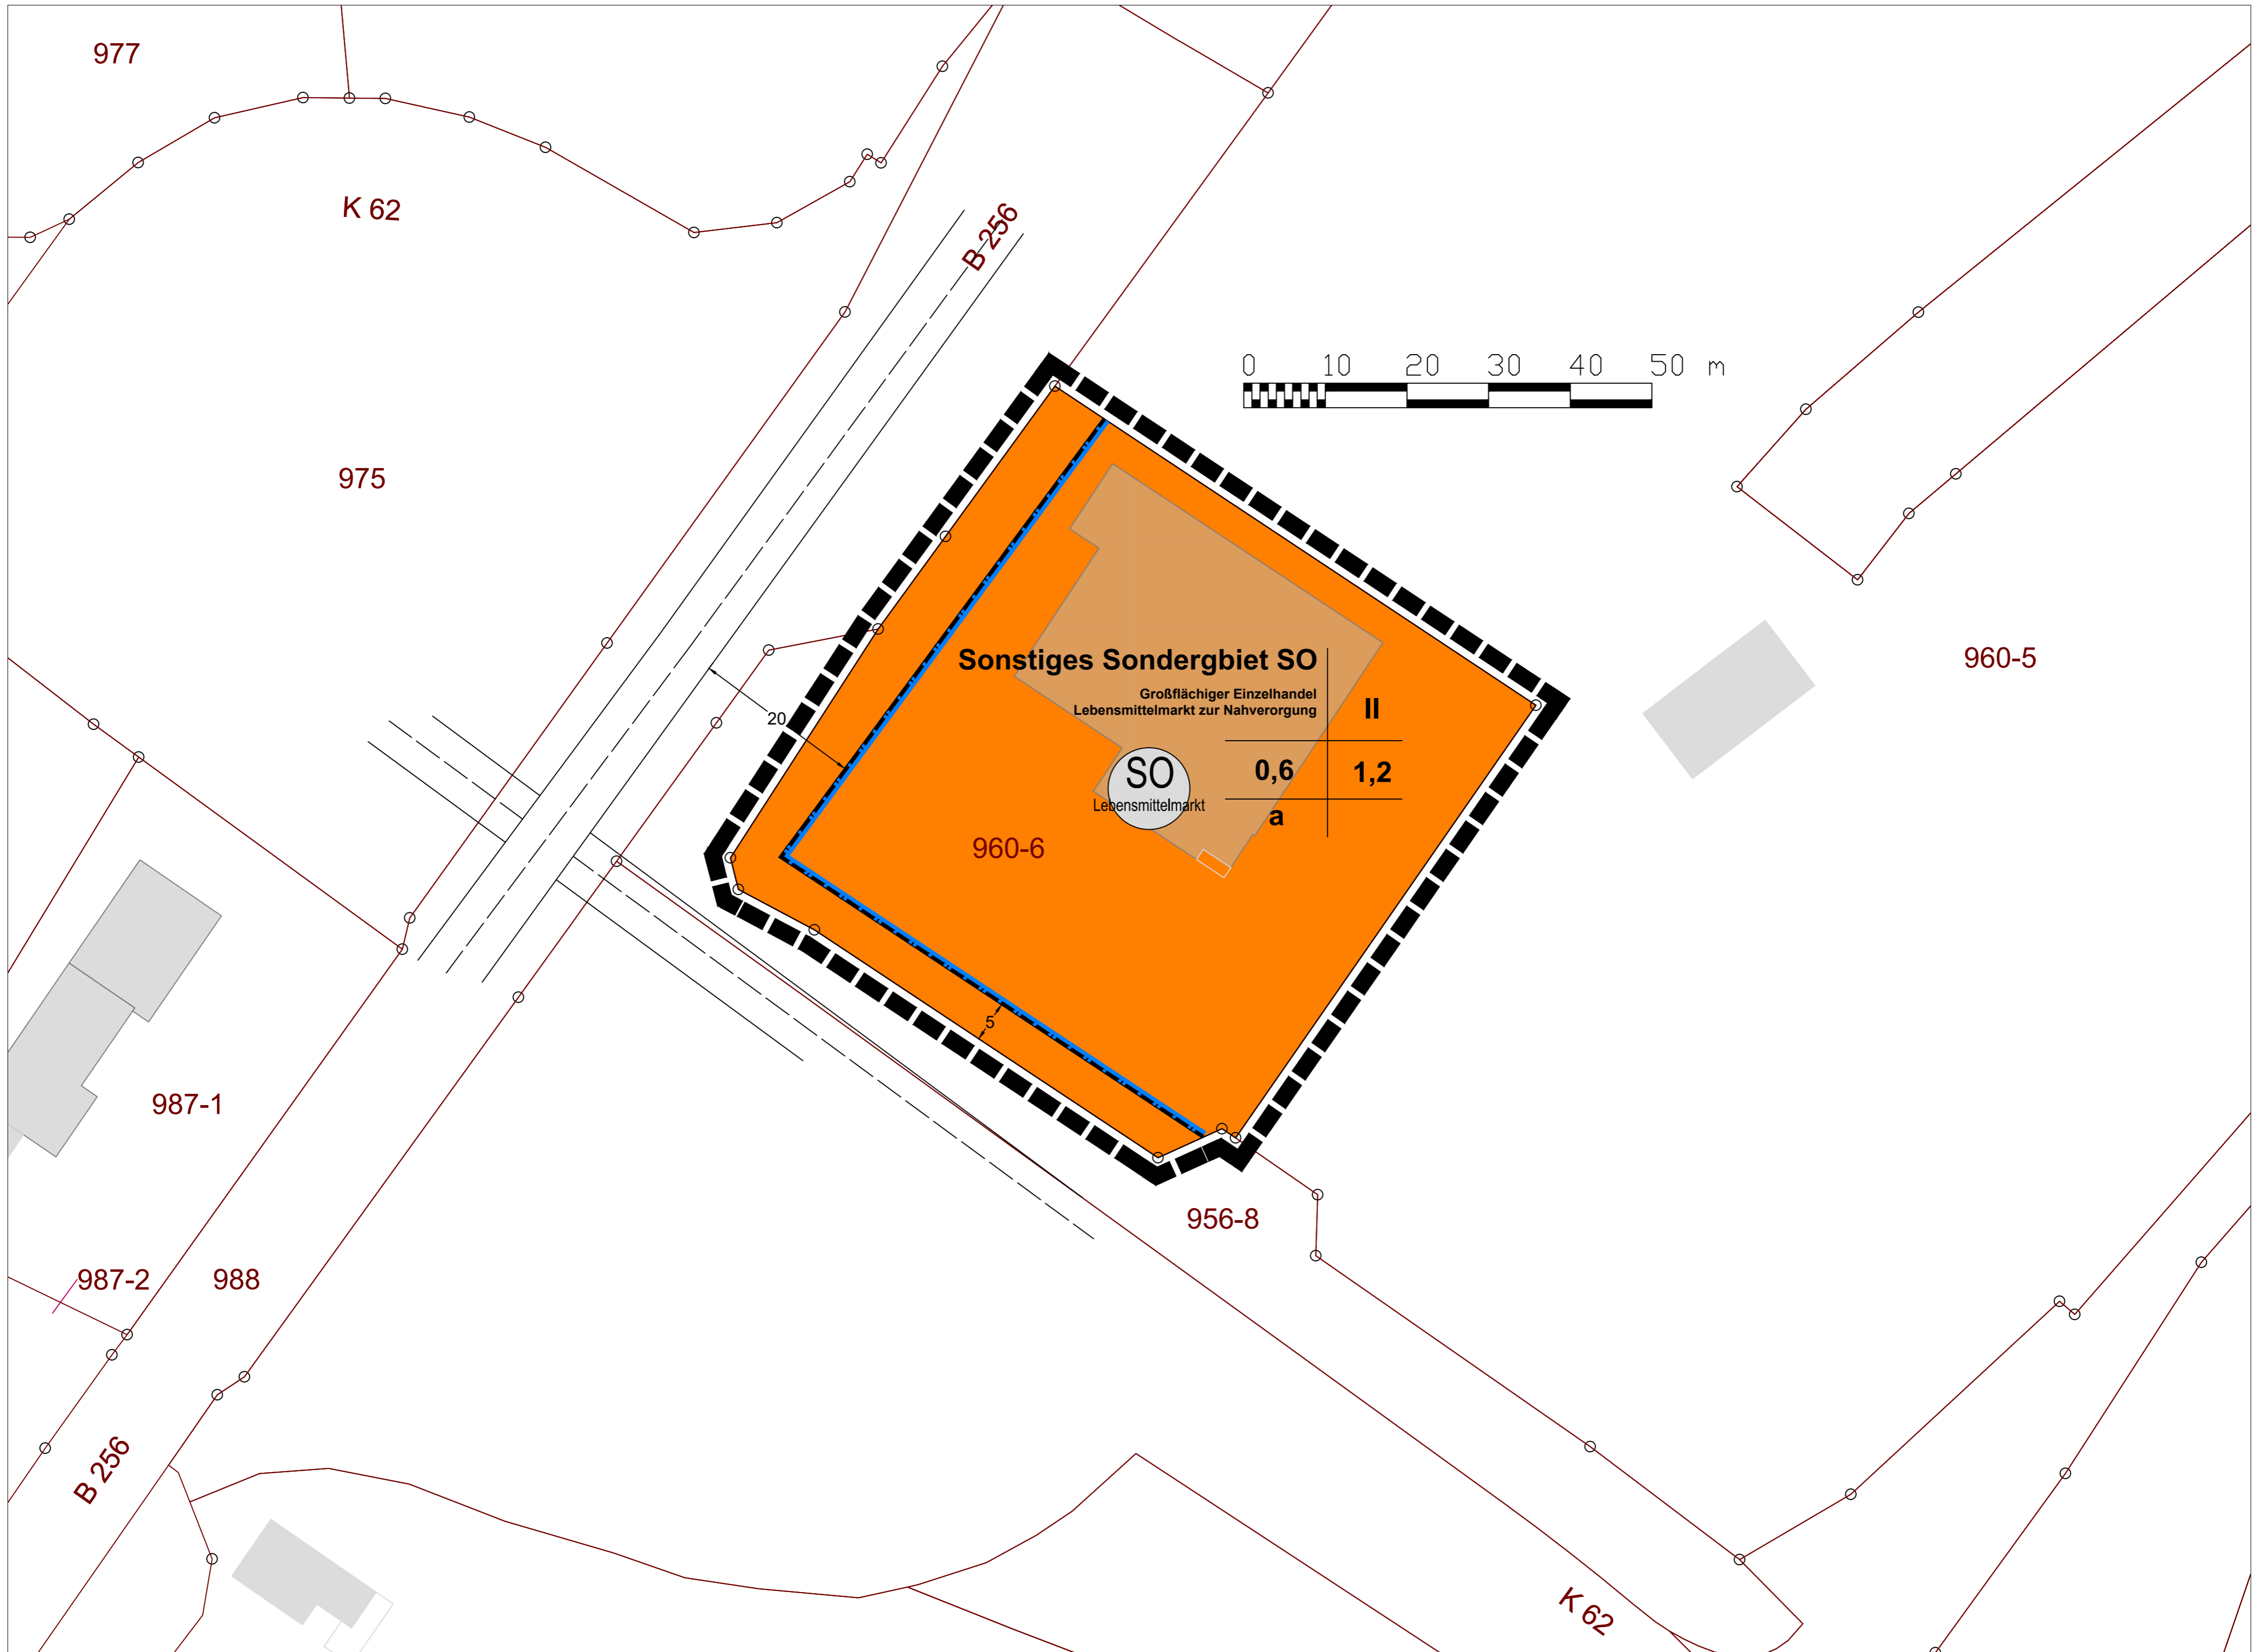 977
K 62
B 256
0 10 20 30 40 50 m
975
960-5
Sonstiges Sondergbiet SO
Großflächiger Einzelhandel
Lebensmittelmarkt zur Nahverorgung
II
20
SO
Lebensmittelmarkt
0,6
1,2
a
960-6
5
987-1
956-8
987-2
988
B 256
K 62